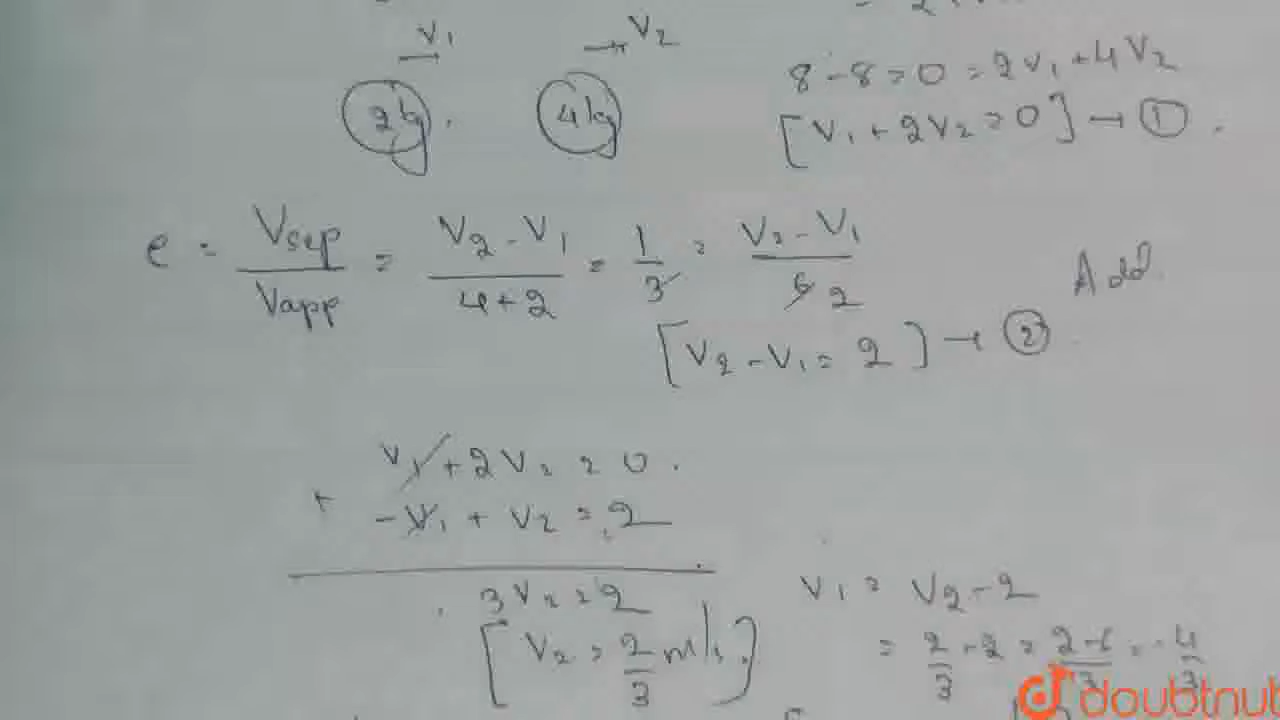 V1 → V2
2kg. 4kg
8 - 8 = 0 = 2V1 + 4V2
[V1 + 2V2 = 0] → ①.
e = Vsep/Vapp = V2 - V1/4+2 = 1/3 = V2 - V1/6 2
Add.
[V2 - V1 = 2] → ②.
V1 + 2V2 = 0.
+ -V1 + V2 = 2
3V2 = 2
[V2 = 2/3 m/s.]
V1 = V2 - 2
= 2/3 - 2 = 2-6/3 = -4/3
doubtnut